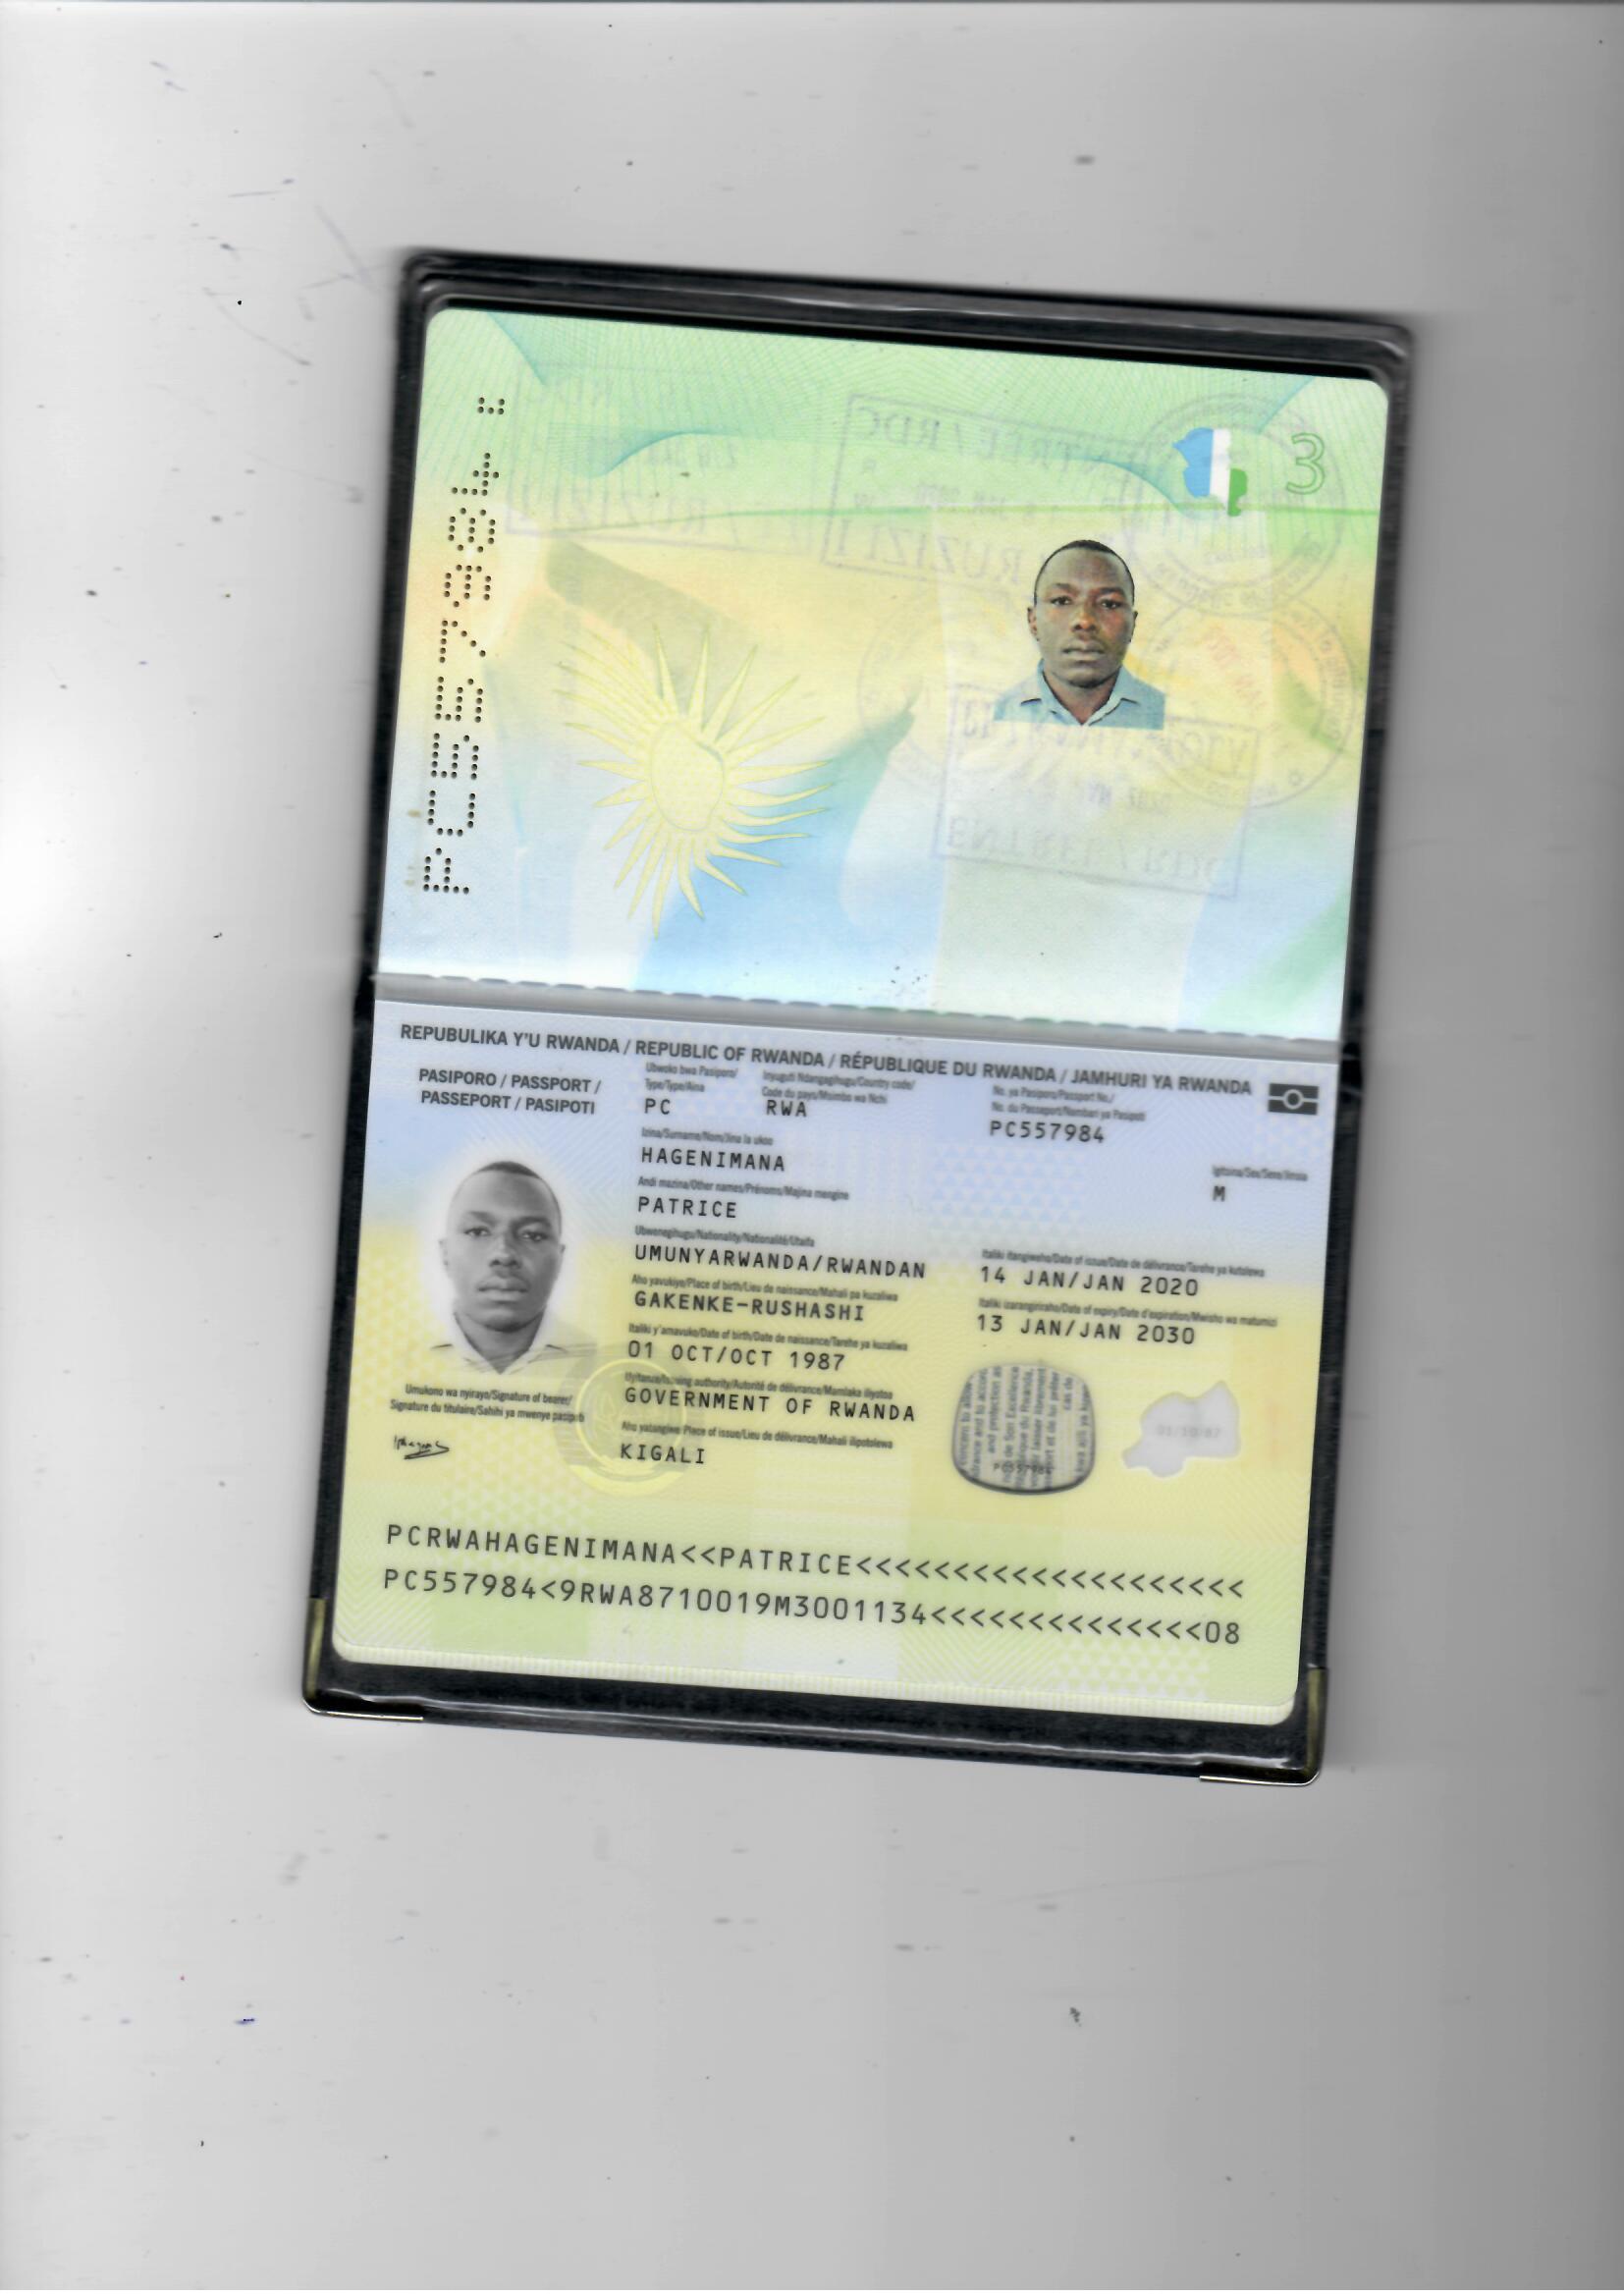 PC557984
3
REPUBULIKA Y'U RWANDA / REPUBLIC OF RWANDA / RÉPUBLIQUE DU RWANDA / JAMHURI YA RWANDA
PASIPORO / PASSPORT /
PASSEPORT / PASIPOTI
Ubwoko bwa Pasiporo/
Type/Type/Aina
PC
Inyuguti Ndangagihugu/Country code/
Code du pays/Msimbo wa Nchi
RWA
No. ya Pasiporo/Passport No./
No. du Passeport/Nambari ya Pasipoti
PC557984
Izina/Surname/Nom/Jina la ukoo
HAGENIMANA
Igitsina/Sex/Sexe/Jinsia
M
Andi mazina/Other names/Prénoms/Majina mengine
PATRICE
Ubwenegihugu/Nationality/Nationalité/Utaifa
UMUNYARWANDA/RWANDAN
Italiki itangiweho/Date of issue/Date de délivrance/Tarehe ya kutolewa
14 JAN/JAN 2020
Aho yavukiye/Place of birth/Lieu de naissance/Mahali pa kuzaliwa
GAKENKE-RUSHASHI
Italiki izarangiriraho/Date of expiry/Date d'expiration/Mwisho wa matumizi
13 JAN/JAN 2030
Italiki y'amavuko/Date of birth/Date de naissance/Tarehe ya kuzaliwa
01 OCT/OCT 1987
Issuing authority/Autorité de délivrance/Mamlaka iliyotoa
GOVERNMENT OF RWANDA
Aho yatangiwe/Place of issue/Lieu de délivrance/Mahali ilipotolewa
KIGALI
Umukono wa nyirayo/Signature of bearer/
Signature du titulaire/Sahihi ya mwenye pasipoti
PCRWAHAGENIMANA<<PATRICE<<<<<<<<<<<<<<<<<<<<
PC557984<9RWA8710019M3001134<<<<<<<<<<<<<<08